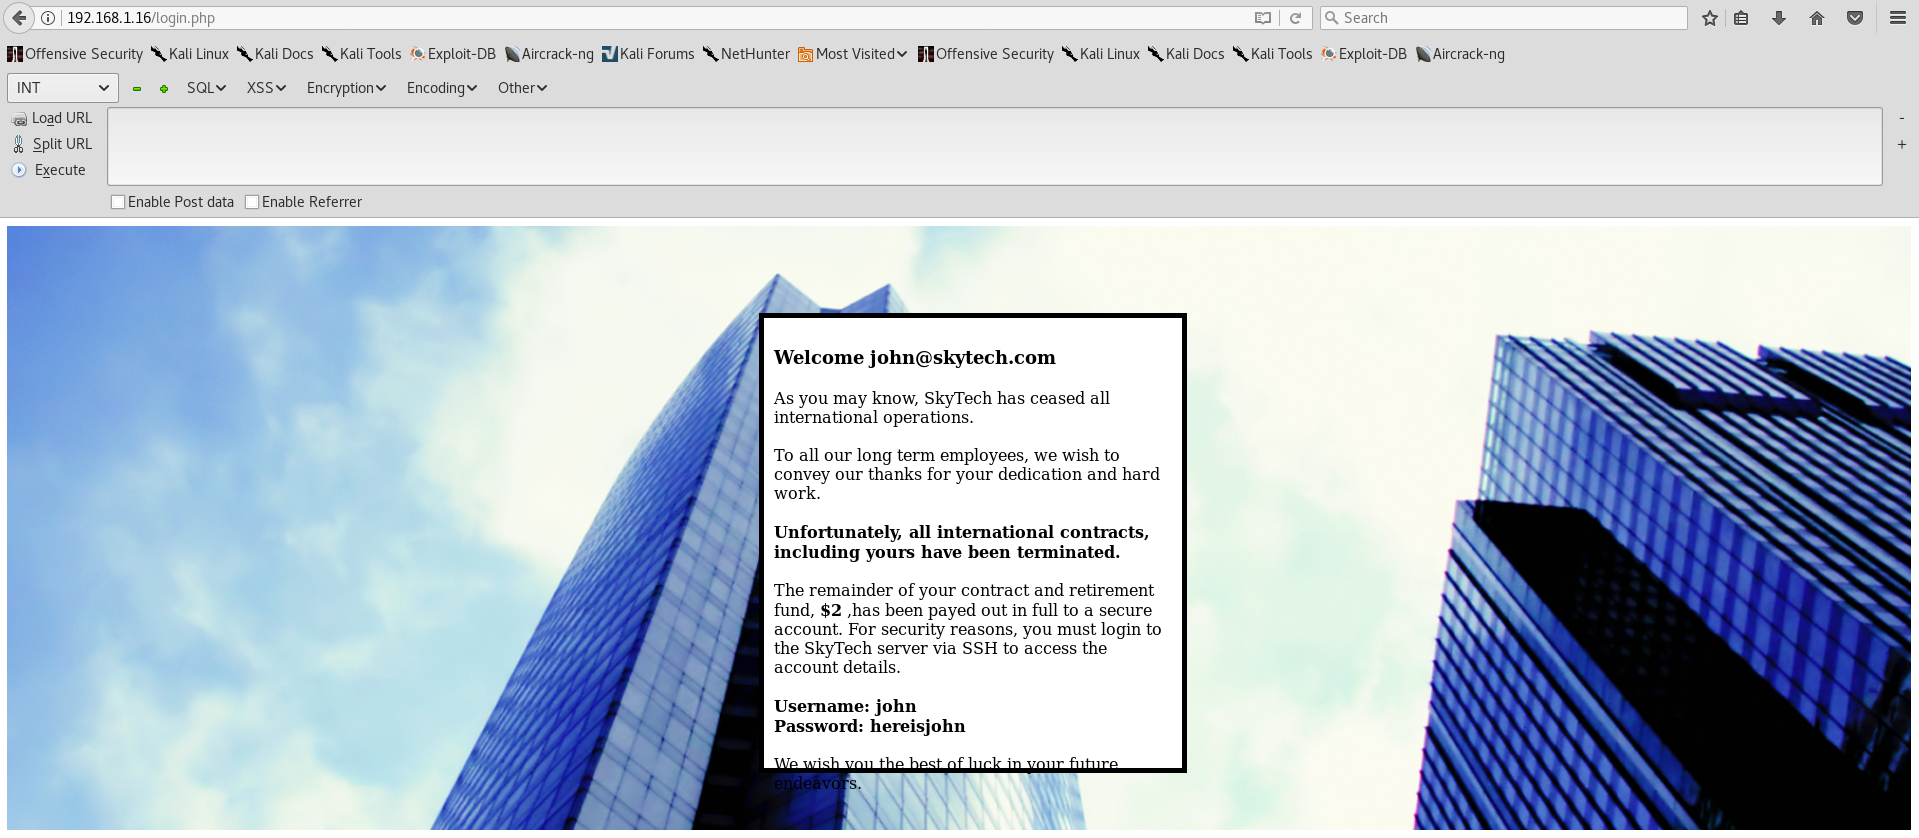 192.168.1.16/login.php
Search
Offensive Security Kali Linux Kali Docs Kali Tools Exploit-DB Aircrack-ng Kali Forums NetHunter Most Visited Offensive Security Kali Linux Kali Docs Kali Tools Exploit-DB Aircrack-ng
INT - + SQL XSS Encryption Encoding Other
Load URL
Split URL
Execute
-
+
Enable Post data Enable Referrer
Welcome john@skytech.com
As you may know, SkyTech has ceased all
international operations.
To all our long term employees, we wish to
convey our thanks for your dedication and hard
work.
Unfortunately, all international contracts,
including yours have been terminated.
The remainder of your contract and retirement
fund, $2 ,has been payed out in full to a secure
account. For security reasons, you must login to
the SkyTech server via SSH to access the
account details.
Username: john
Password: hereisjohn
We wish you the best of luck in your future
endeavors.